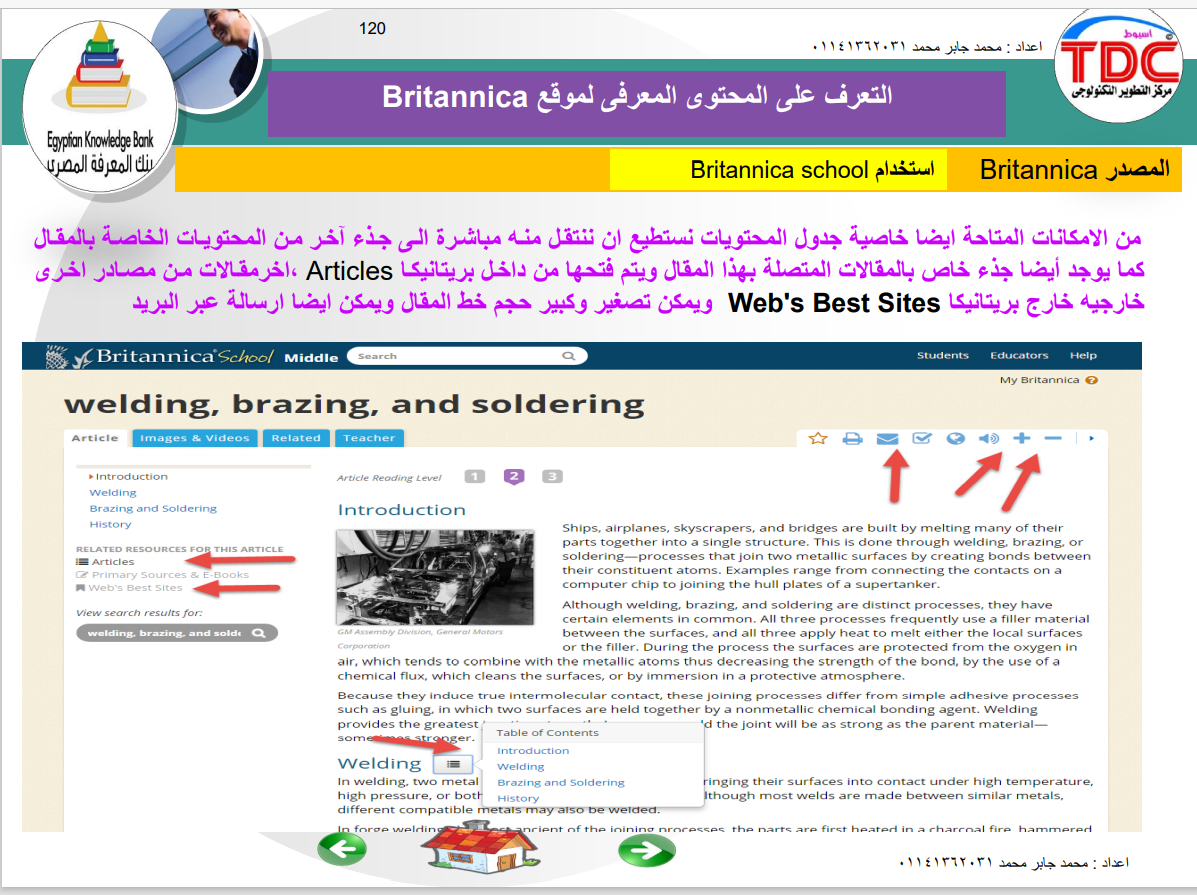 120
اعداد : محمد جابر محمد ٠١١٤١٣٦٢٠٣١
اسيوط
TDC
مركز التطوير التكنولوجى
Egyptian Knowledge Bank
بنك المعرفة المصرى
التعرف على المحتوى المعرفى لموقع Britannica
المصدر Britannica
استخدام Britannica school
من الامكانات المتاحة ايضا خاصية جدول المحتويات نستطيع ان ننتقل منه مباشرة الى جذء آخر من المحتويات الخاصة بالمقال
كما يوجد أيضا جذء خاص بالمقالات المتصلة بهذا المقال ويتم فتحها من داخل بريتانيكا Articles ،اخرمقالات من مصادر اخرى
خارجيه خارج بريتانيكا Web's Best Sites ويمكن تصغير وكبير حجم خط المقال ويمكن ايضا ارسالة عبر البريد
Britannica School Middle
Search
Students Educators Help
My Britannica ?
welding, brazing, and soldering
Article Images & Videos Related Teacher
Introduction
Welding
Brazing and Soldering
History
RELATED RESOURCES FOR THIS ARTICLE
Articles
Primary Sources & E-Books
Web's Best Sites
View search results for:
welding, brazing, and solde
Article Reading Level 1 2 3
Introduction
GM Assembly Division, General Motors
Corporation
Ships, airplanes, skyscrapers, and bridges are built by melting many of their
parts together into a single structure. This is done through welding, brazing, or
soldering—processes that join two metallic surfaces by creating bonds between
their constituent atoms. Examples range from connecting the contacts on a
computer chip to joining the hull plates of a supertanker.
Although welding, brazing, and soldering are distinct processes, they have
certain elements in common. All three processes frequently use a filler material
between the surfaces, and all three apply heat to melt either the local surfaces
or the filler. During the process the surfaces are protected from the oxygen in
air, which tends to combine with the metallic atoms thus decreasing the strength of the bond, by the use of a
chemical flux, which cleans the surfaces, or by immersion in a protective atmosphere.
Because they induce true intermolecular contact, these joining processes differ from simple adhesive processes
such as gluing, in which two surfaces are held together by a nonmetallic chemical bonding agent. Welding
provides the greatest ld the joint will be as strong as the parent material—
sometimes stronger.
Table of Contents
Introduction
Welding
Brazing and Soldering
History
Welding
In welding, two metal ringing their surfaces into contact under high temperature,
high pressure, or both though most welds are made between similar metals,
different compatible metals may also be welded.
In forge welding ancient of the joining processes, the parts are first heated in a charcoal fire, hammered
اعداد : محمد جابر محمد ٠١١٤١٣٦٢٠٣١